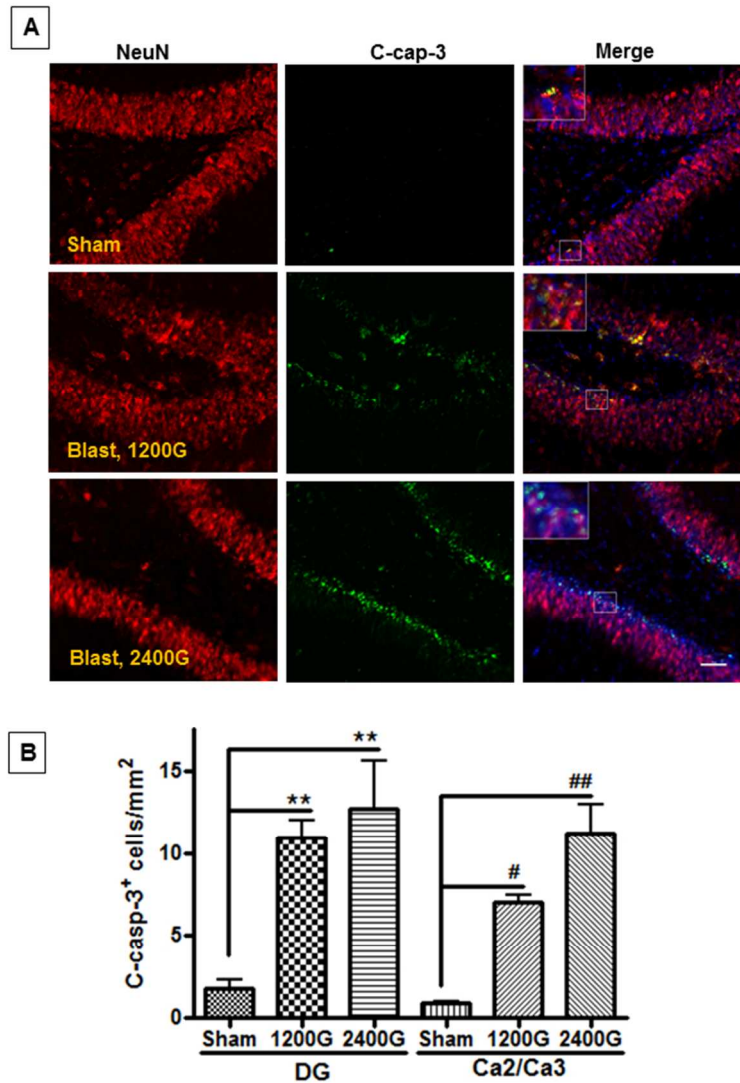 A
NeuN C-cap-3 Merge
Sham
Blast, 1200G
Blast, 2400G
B
C-casp-3+ cells/mm2
15
10
5
0
** ** # ##
Sham 1200G 2400G Sham 1200G 2400G
DG Ca2/Ca3